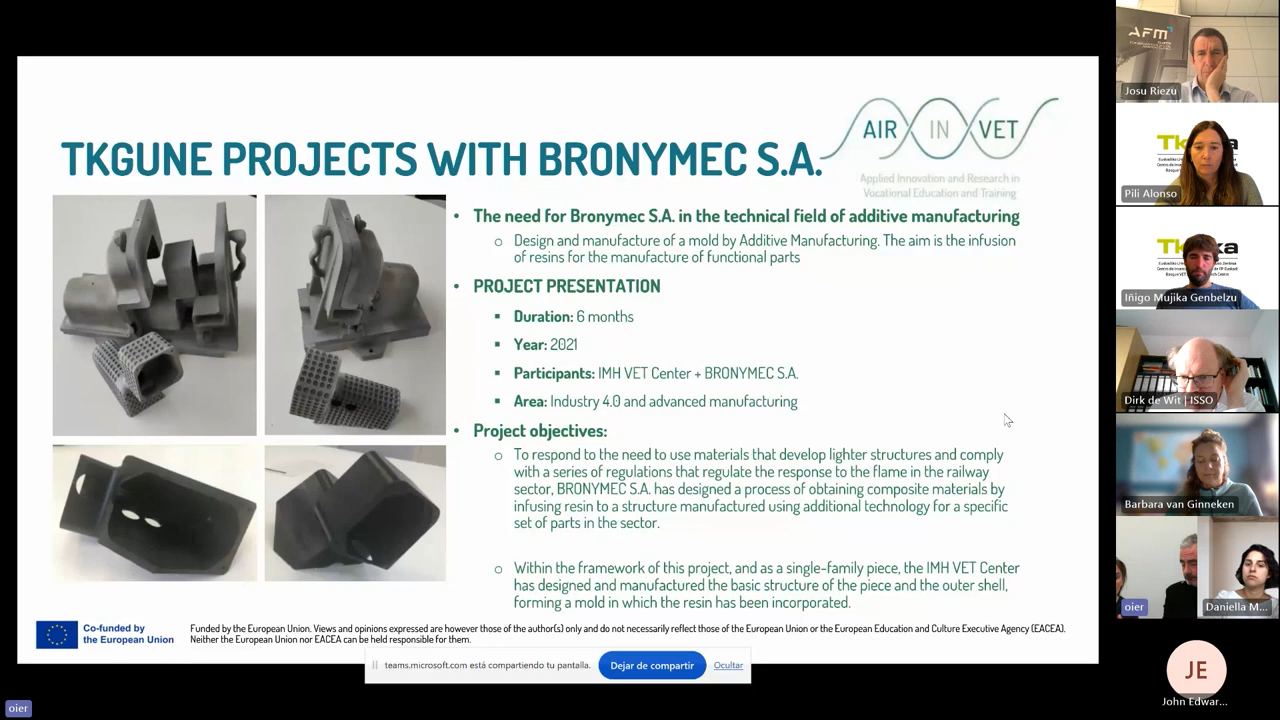 TKGUNE PROJECTS WITH BRONYMEC S.A.
AIR IN VET
Applied Innovation and Research in
Vocational Education and Training
• The need for Bronymec S.A. in the technical field of additive manufacturing
o Design and manufacture of a mold by Additive Manufacturing. The aim is the infusion
of resins for the manufacture of functional parts
• PROJECT PRESENTATION
▪ Duration: 6 months
▪ Year: 2021
▪ Participants: IMH VET Center + BRONYMEC S.A.
▪ Area: Industry 4.0 and advanced manufacturing
• Project objectives:
o To respond to the need to use materials that develop lighter structures and comply
with a series of regulations that regulate the response to the flame in the railway
sector, BRONYMEC S.A. has designed a process of obtaining composite materials by
infusing resin to a structure manufactured using additional technology for a specific
set of parts in the sector.
o Within the framework of this project, and as a single-family piece, the IMH VET Center
has designed and manufactured the basic structure of the piece and the outer shell,
forming a mold in which the resin has been incorporated.
Co-funded by
the European Union
Funded by the European Union. Views and opinions expressed are however those of the author(s) only and do not necessarily reflect those of the European Union or the European Education and Culture Executive Agency (EACEA).
Neither the European Union nor EACEA can be held responsible for them.
teams.microsoft.com está compartiendo tu pantalla.
Dejar de compartir
Ocultar
oier
AFM
Josu Riezu
Pili Alonso
Iñigo Mujika Genbelzu
Dirk de Wit | ISSO
Barbara van Ginneken
oier
Daniella M...
JE
John Edwar...